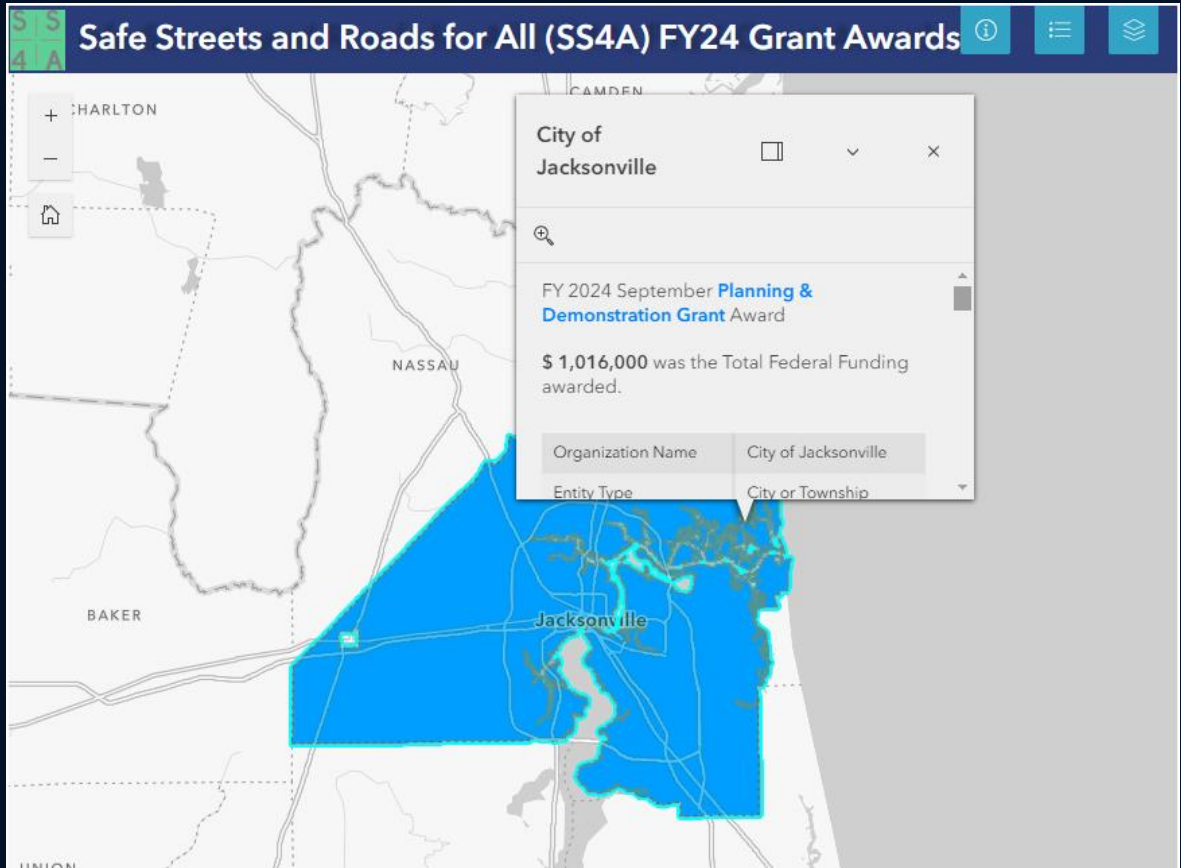 S S
4 A
Safe Streets and Roads for All (SS4A) FY24 Grant Awards
CAMDEN
CHARLTON
City of
Jacksonville
FY 2024 September Planning &
Demonstration Grant Award
$ 1,016,000 was the Total Federal Funding
awarded.
Organization Name City of Jacksonville
Entity Type City or Township
NASSAU
BAKER
Jacksonville
UNION